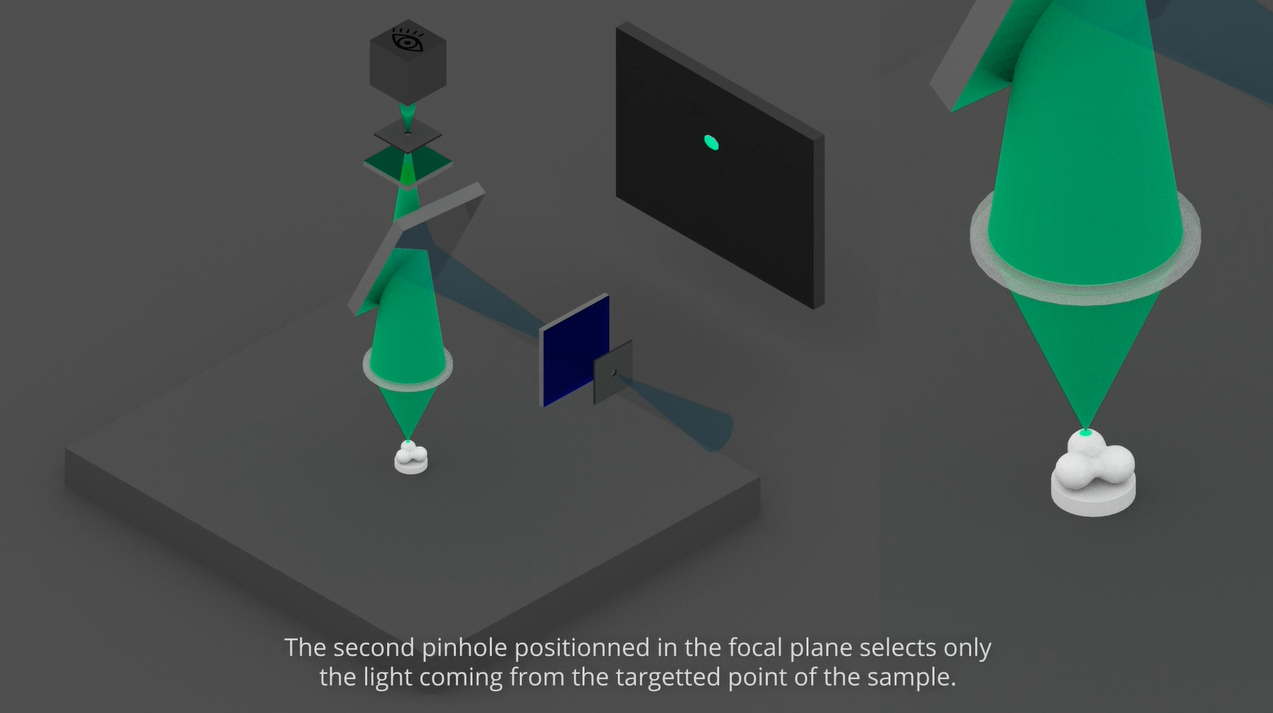 The second pinhole positionned in the focal plane selects only
the light coming from the targetted point of the sample.